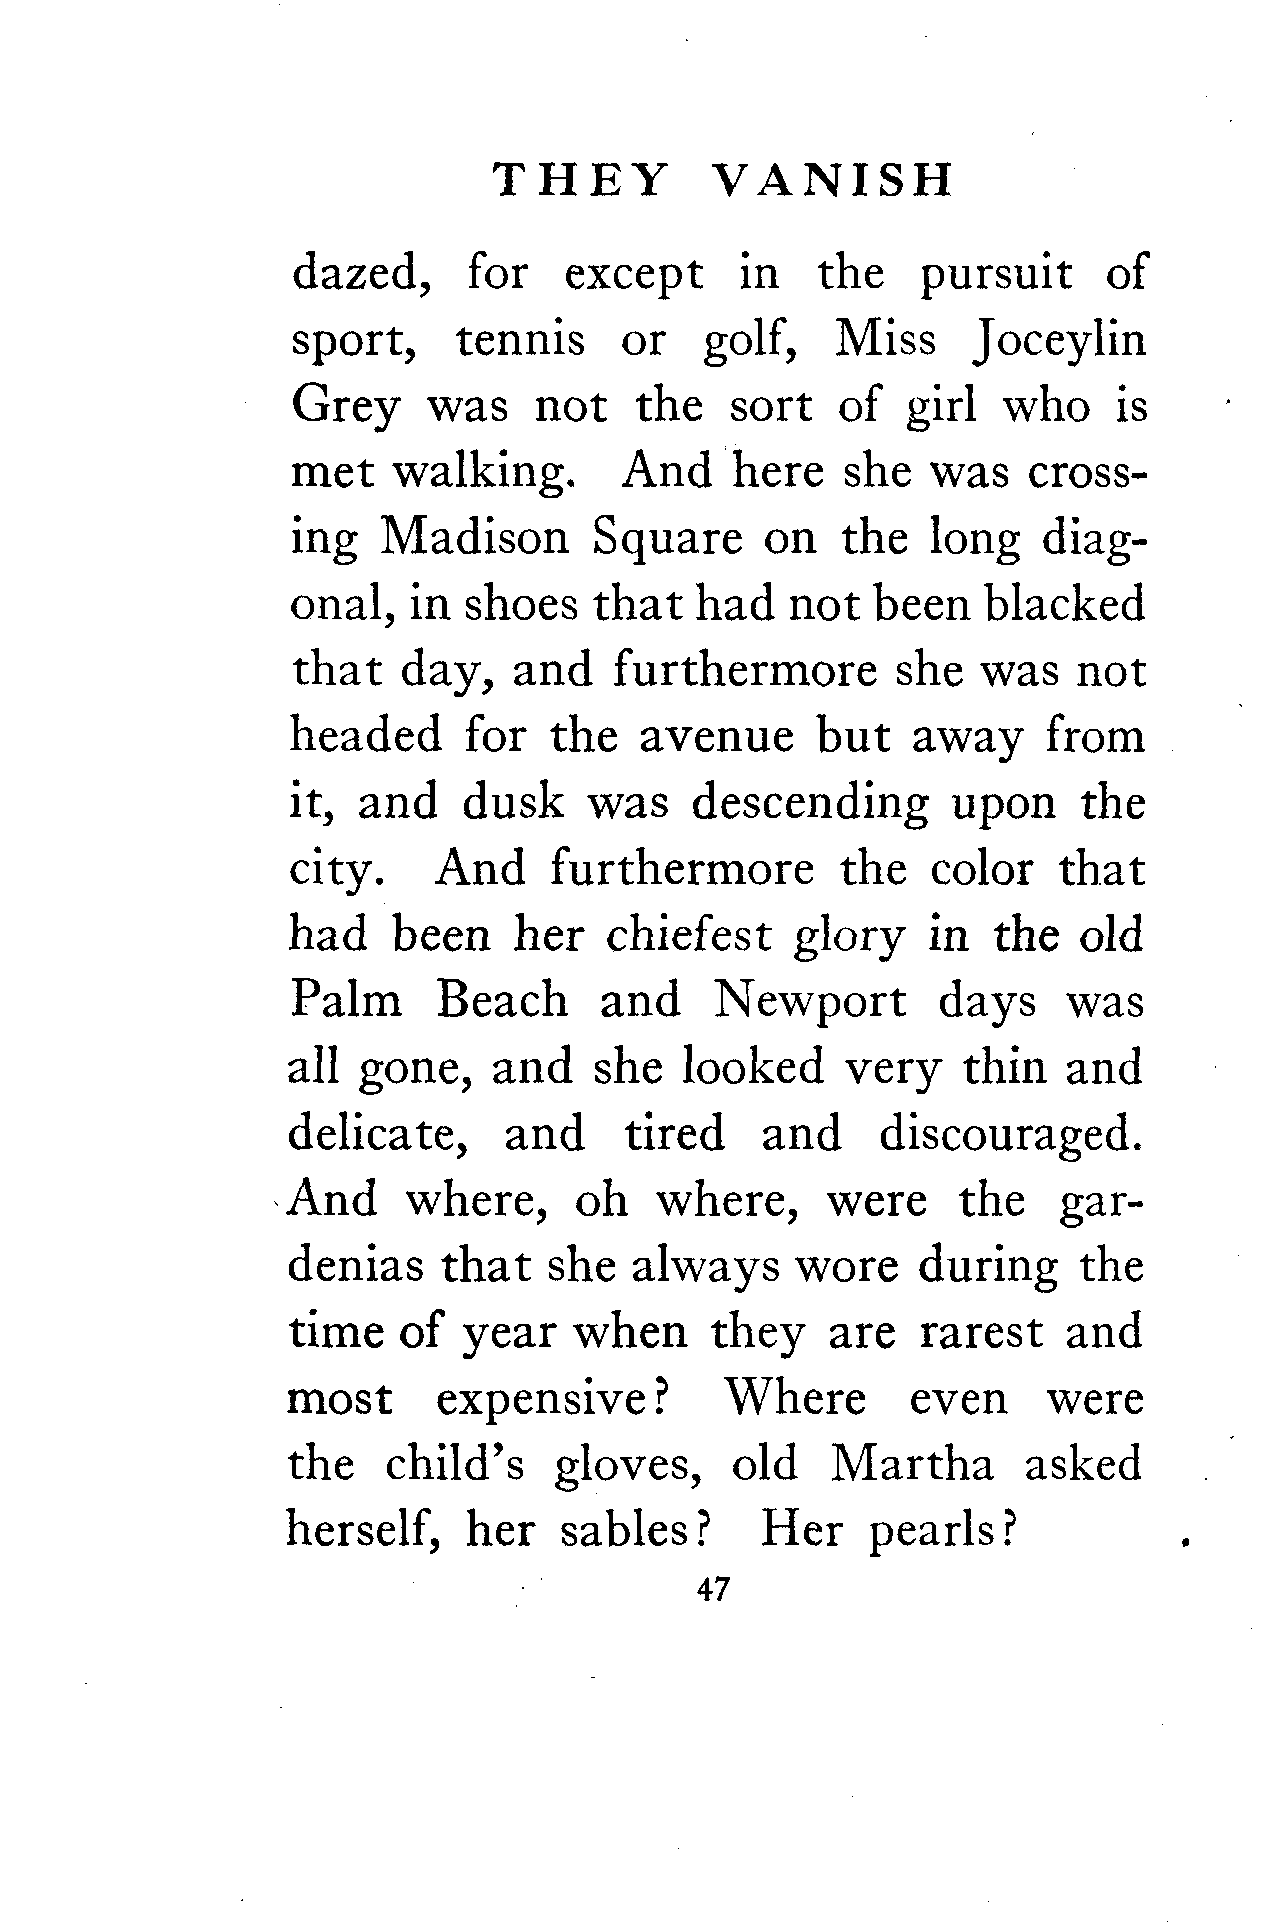 THEY VANISH
dazed, for except in the pursuit of
sport, tennis or golf, Miss Joceylin
Grey was not the sort of girl who is
met walking. And here she was cross-
ing Madison Square on the long diag-
onal, in shoes that had not been blacked
that day, and furthermore she was not
headed for the avenue but away from
it, and dusk was descending upon the
city. And furthermore the color that
had been her chiefest glory in the old
Palm Beach and Newport days was
all gone, and she looked very thin and
delicate, and tired and discouraged.
And where, oh where, were the gar-
denias that she always wore during the
time of year when they are rarest and
most expensive? Where even were
the child's gloves, old Martha asked
herself, her sables? Her pearls?
47